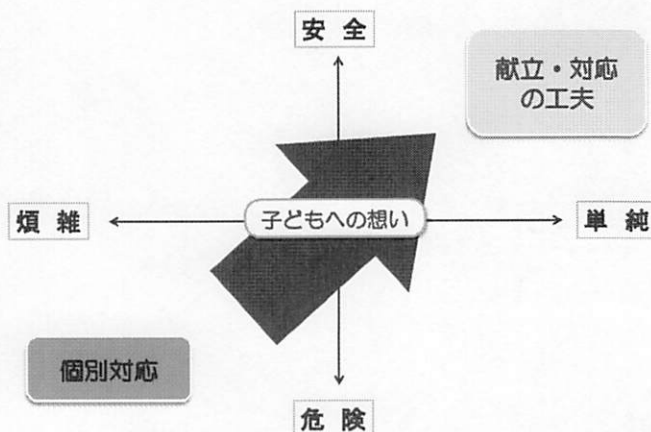 安全
献立・対応
の工夫
煩雑
子どもへの想い
単純
個別対応
危険